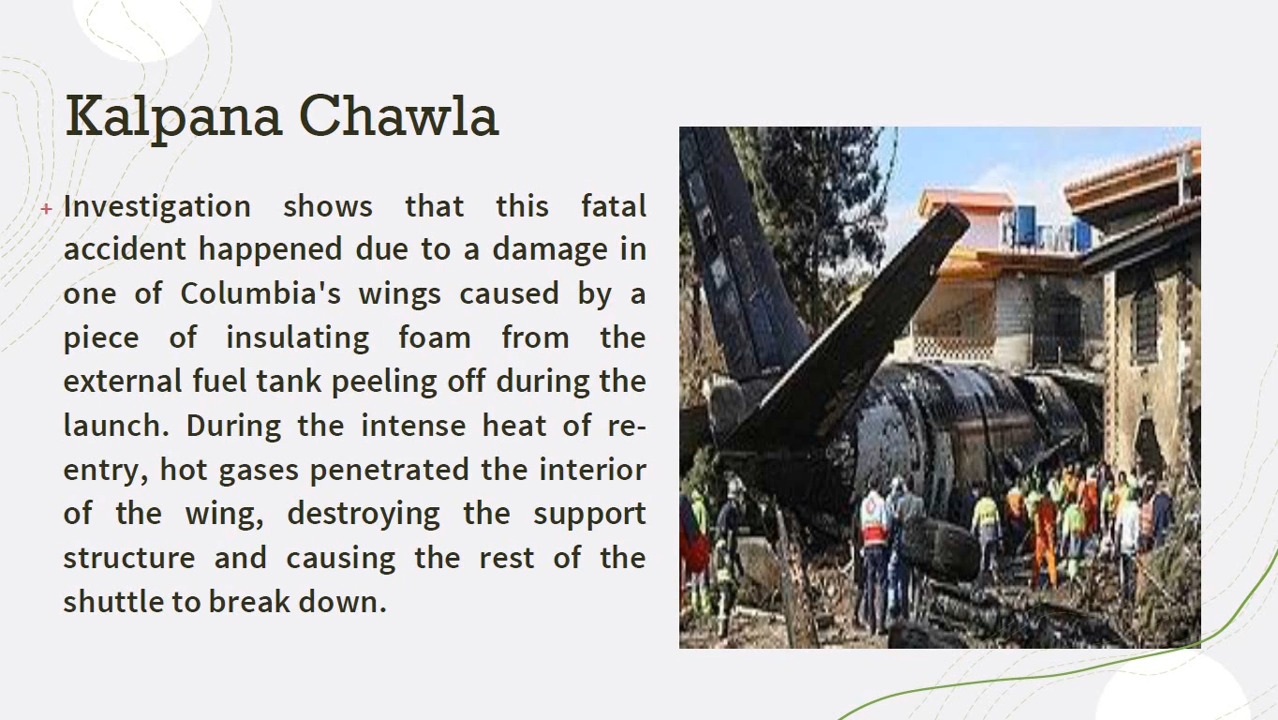 Kalpana Chawla
+ Investigation shows that this fatal
accident happened due to a damage in
one of Columbia's wings caused by a
piece of insulating foam from the
external fuel tank peeling off during the
launch. During the intense heat of re-
entry, hot gases penetrated the interior
of the wing, destroying the support
structure and causing the rest of the
shuttle to break down.